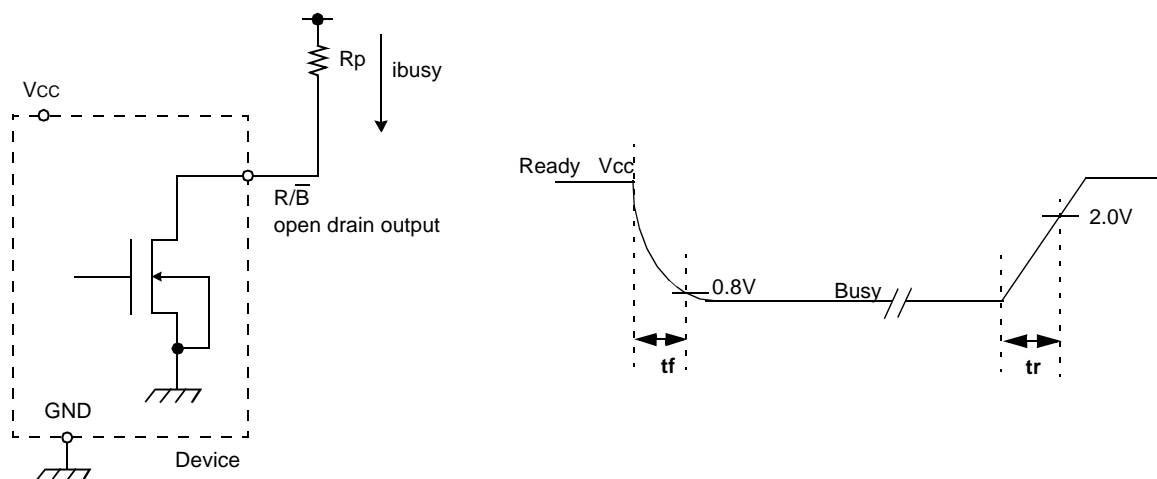 Rp
ibusy
VCC
R/B̅
open drain output
GND
Device
Ready Vcc
0.8V
Busy
2.0V
tf
tr